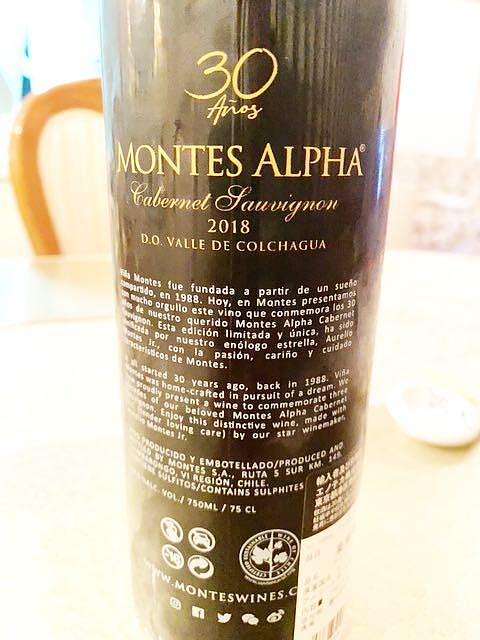 30
Años
MONTES ALPHA®
Cabernet Sauvignon
2018
D.O. VALLE DE COLCHAGUA
Viña Montes fue fundada a partir de un sueño
compartido, en 1988. Hoy, en Montes presentamos
con mucho orgullo este vino que conmemora los 30
años de nuestro querido Montes Alpha Cabernet
Sauvignon. Esta edición limitada y única, ha sido
por nuestro enólogo estrella, Aurelio
Montes Jr., con la pasión, cariño y cuidado
característicos de Montes.
all started 30 years ago, back in 1988. Viña
Montes was home-crafted in pursuit of a dream. We
proudly present a wine to commemorate three
decades of our beloved Montes Alpha Cabernet
Enjoy this distinctive wine, made with
(tender loving care) by our star winemaker,
Montes Jr.
PRODUCIDO Y EMBOTELLADO/PRODUCED AND
BY MONTES S.A., RUTA 5 SUR KM. 149,
VI REGIÓN, CHILE.
SULFITOS/CONTAINS SULPHITES
ALC. VOL./ 750ML / 75 CL
WWW.MONTESWINES.C